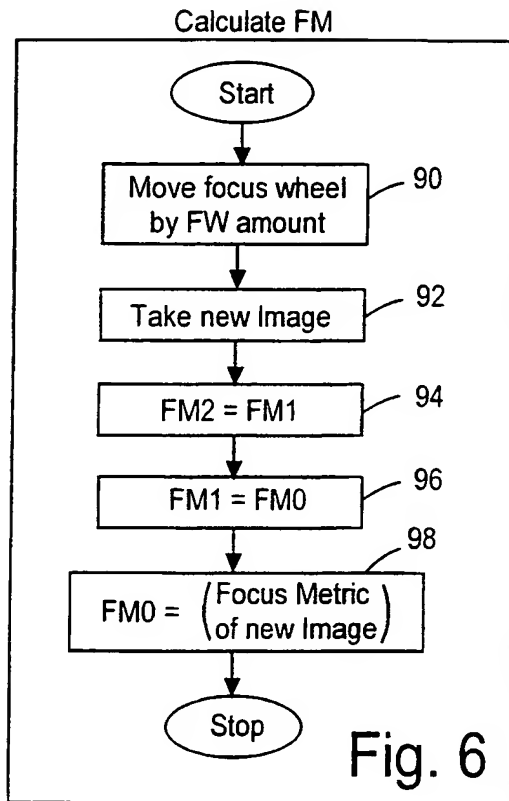 Calculate FM
Start
Move focus wheel
by FW amount
90
Take new Image
92
FM2 = FM1
94
FM1 = FM0
96
98
FM0 = (Focus Metric
of new Image)
Stop
Fig. 6